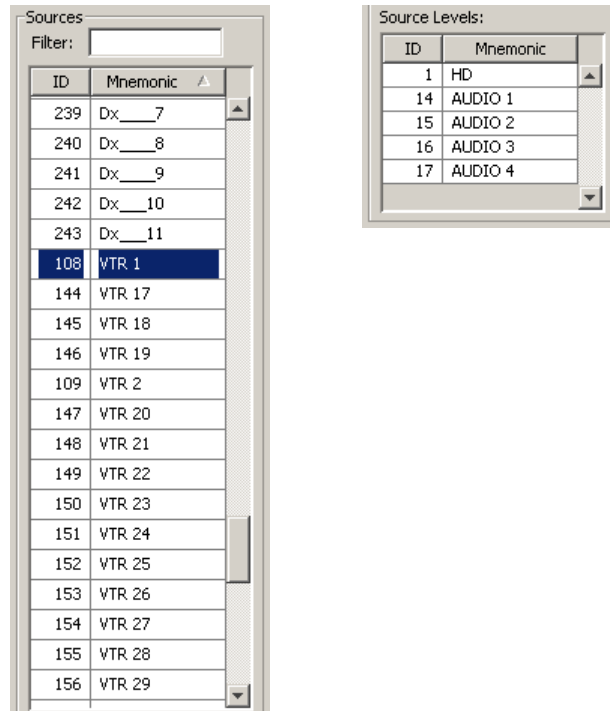 Sources
Filter:
ID Mnemonic
239 Dx____7
240 Dx____8
241 Dx____9
242 Dx___10
243 Dx___11
108 VTR 1
144 VTR 17
145 VTR 18
146 VTR 19
109 VTR 2
147 VTR 20
148 VTR 21
149 VTR 22
150 VTR 23
151 VTR 24
152 VTR 25
153 VTR 26
154 VTR 27
155 VTR 28
156 VTR 29
Source Levels:
ID Mnemonic
1 HD
14 AUDIO 1
15 AUDIO 2
16 AUDIO 3
17 AUDIO 4